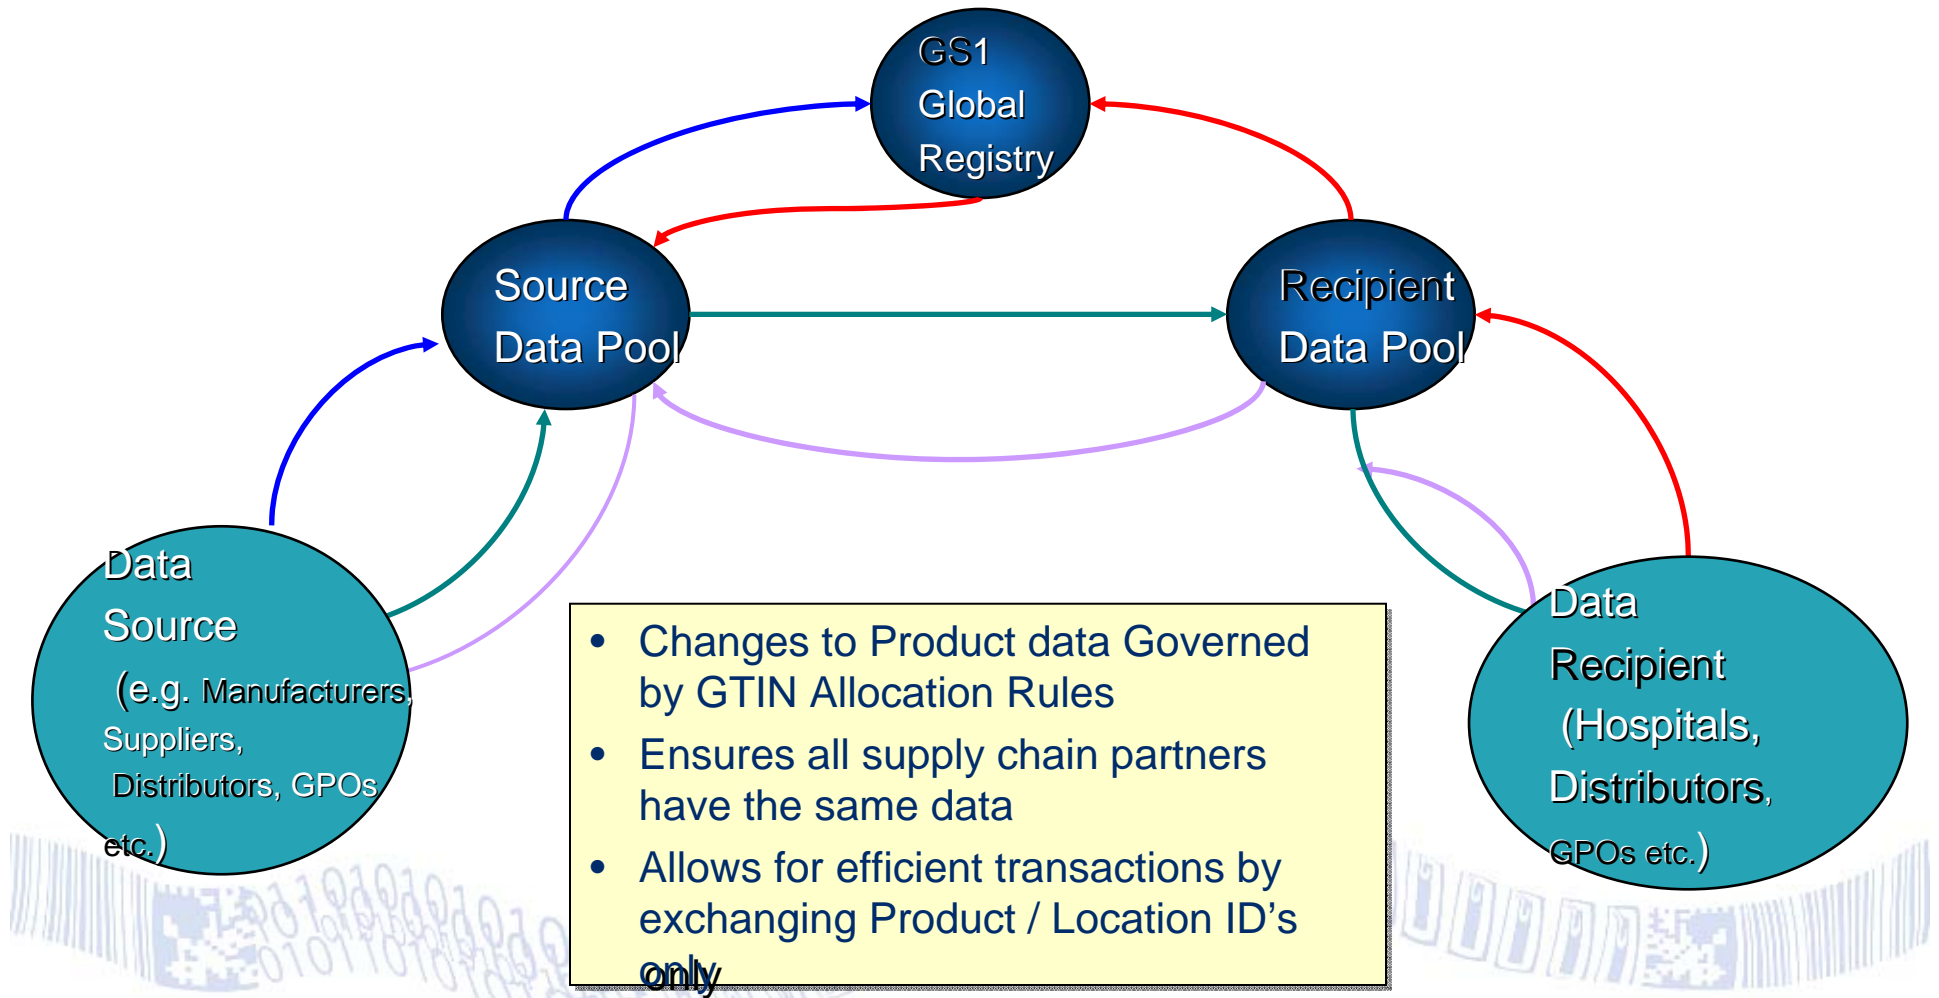 GS1
Global
Registry
Source
Data Pool
Recipient
Data Pool
Data
Source
(e.g. Manufacturers,
Suppliers,
Distributors, GPOs
etc.)
• Changes to Product data Governed
by GTIN Allocation Rules
• Ensures all supply chain partners
have the same data
• Allows for efficient transactions by
exchanging Product / Location ID's
only
Data
Recipient
(Hospitals,
Distributors,
GPOs etc.)